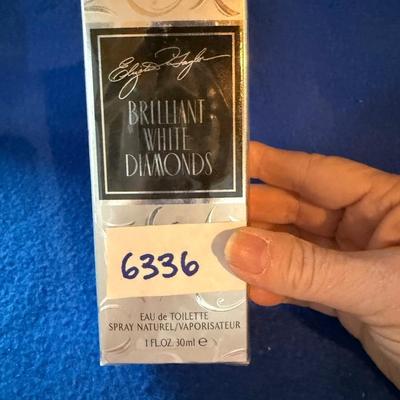 Elizabeth Taylor
BRILLIANT
WHITE
DIAMONDS
6336
EAU de TOILETTE
SPRAY NATUREL/VAPORISATEUR
1 FL.OZ. 30ml ℮